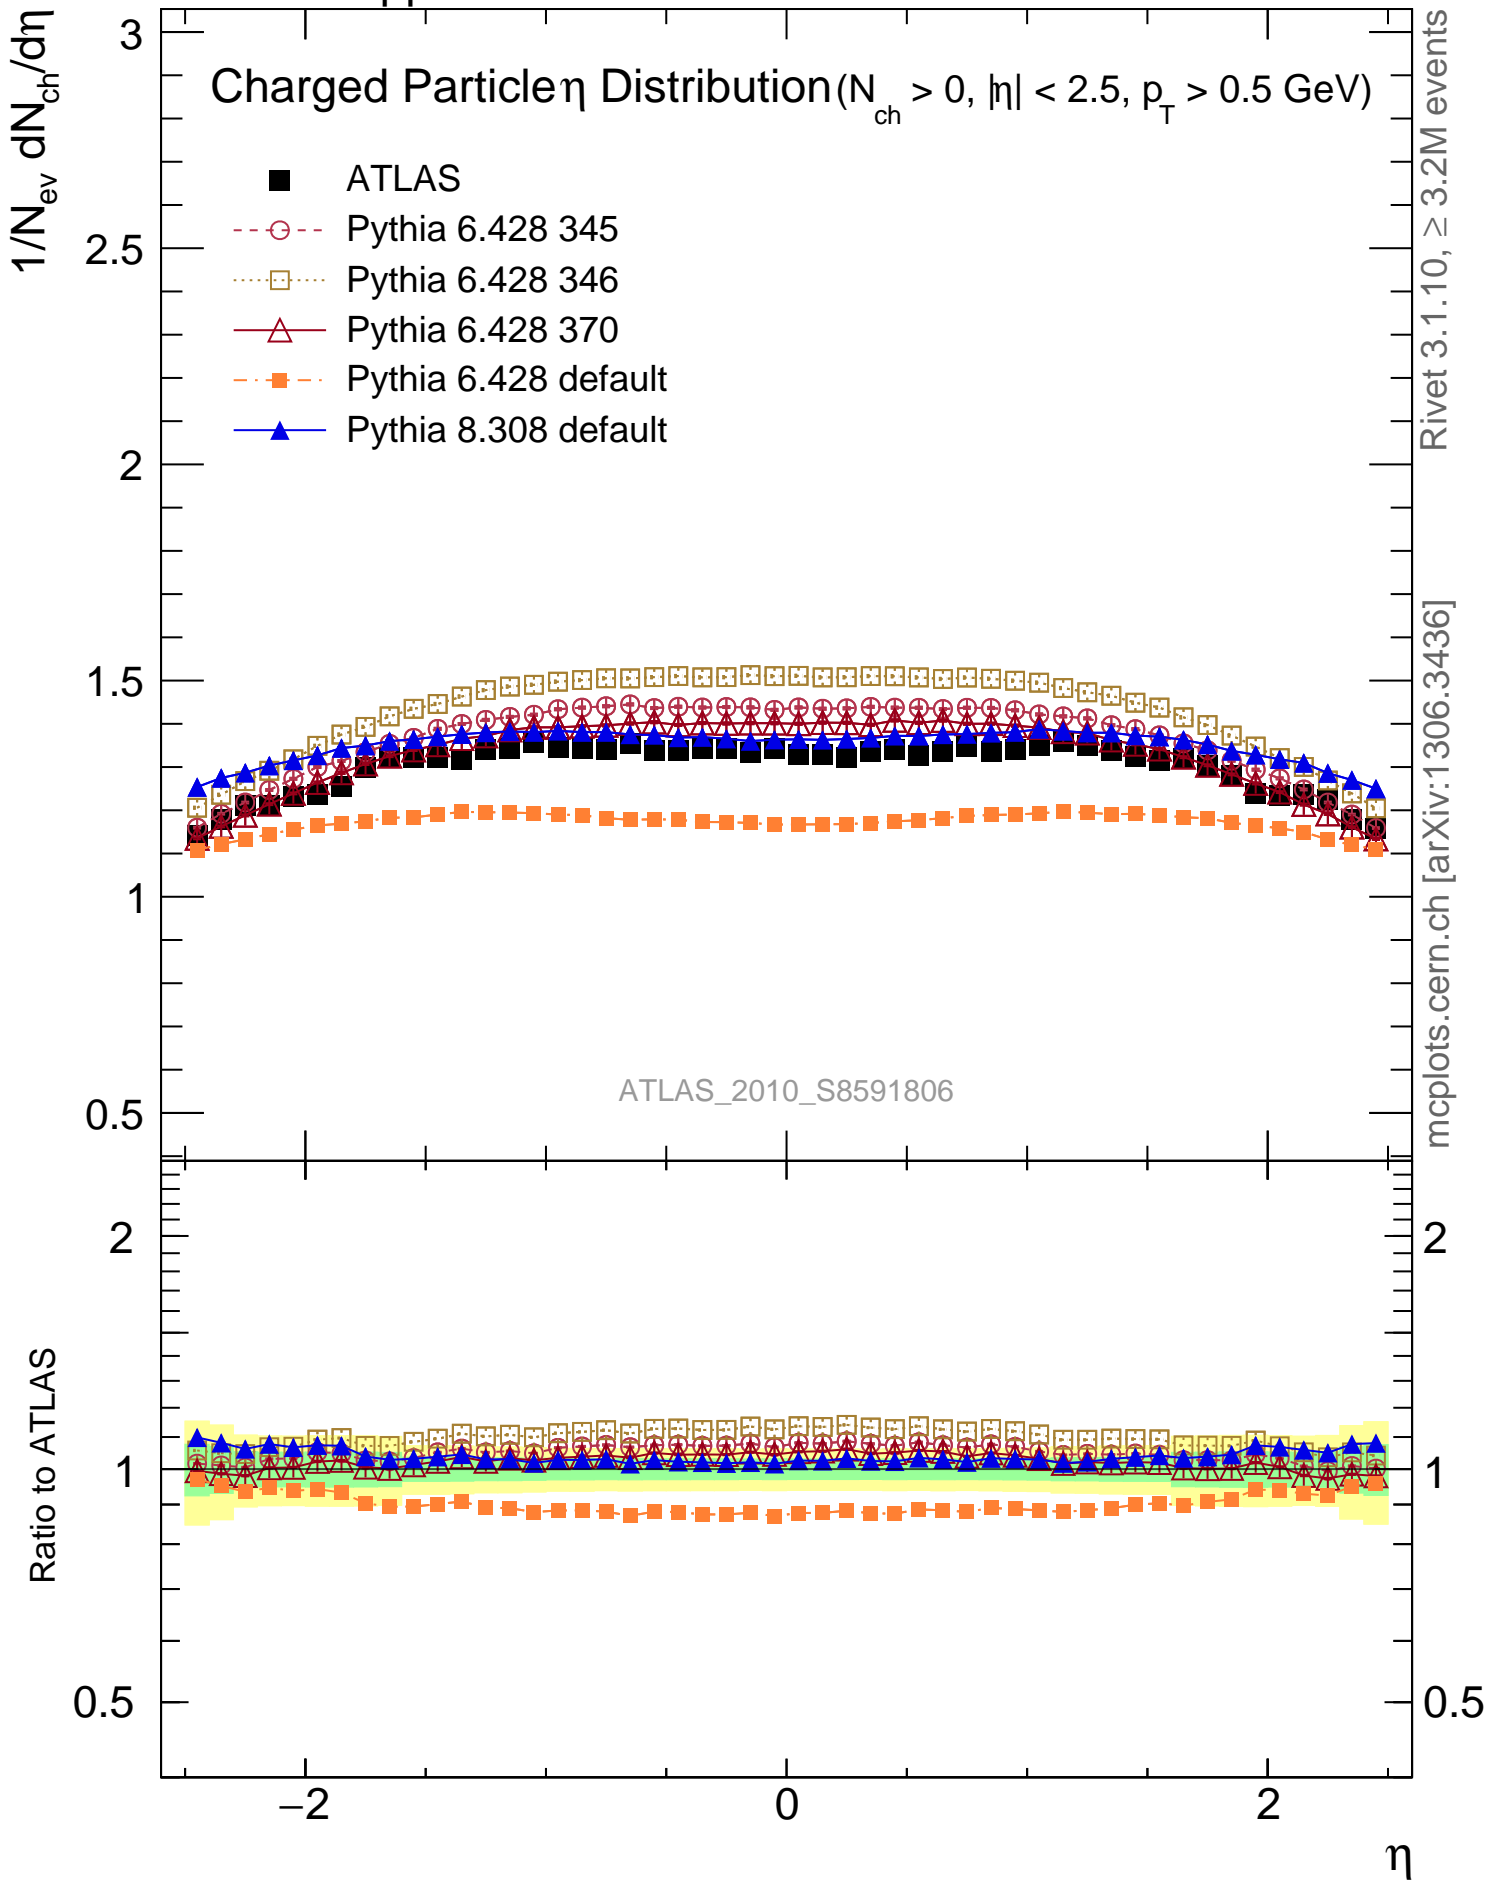 pp
1/N_ev dN_ch/dη
Charged Particle η Distribution (N_ch > 0, |η| < 2.5, p_T > 0.5 GeV)
ATLAS
Pythia 6.428 345
Pythia 6.428 346
Pythia 6.428 370
Pythia 6.428 default
Pythia 8.308 default
3
2.5
2
1.5
1
0.5
ATLAS_2010_S8591806
Rivet 3.1.10, ≥ 3.2M events
mcplots.cern.ch [arXiv:1306.3436]
Ratio to ATLAS
2
1
0.5
2
1
0.5
−2
0
2
η